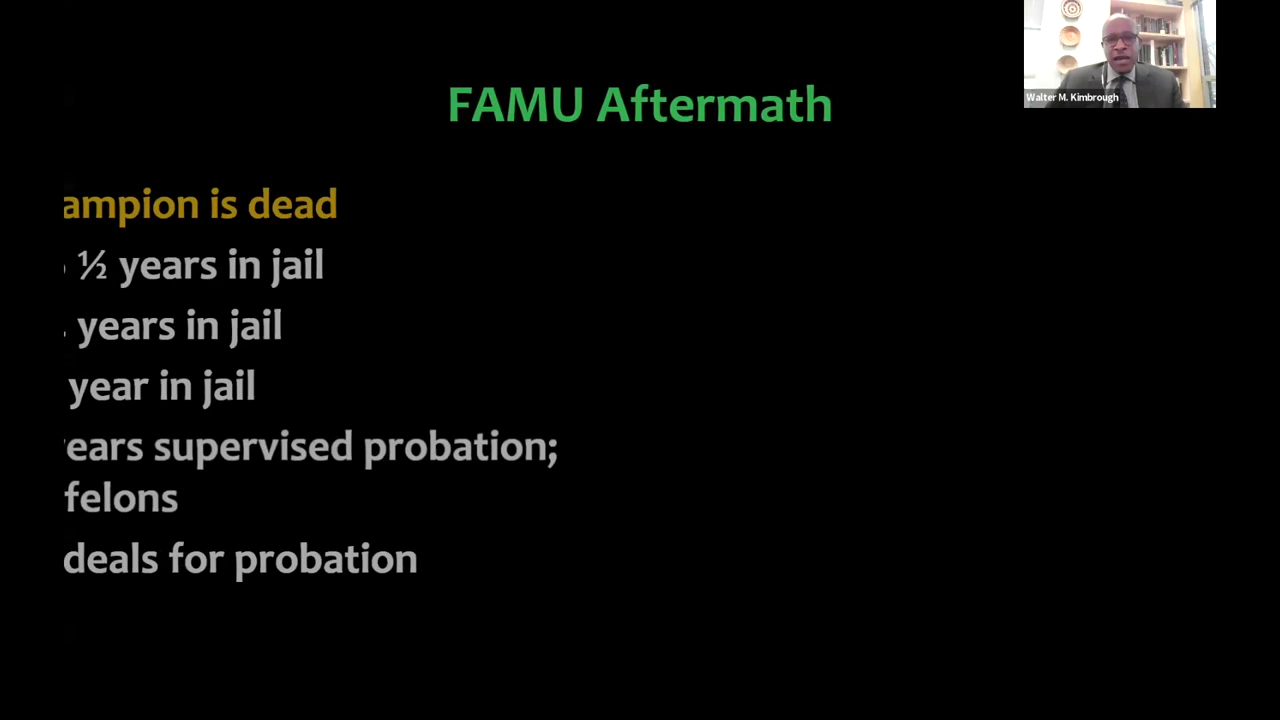 Walter M. Kimbrough
FAMU Aftermath
ampion is dead
½ years in jail
years in jail
year in jail
ears supervised probation;
felons
deals for probation